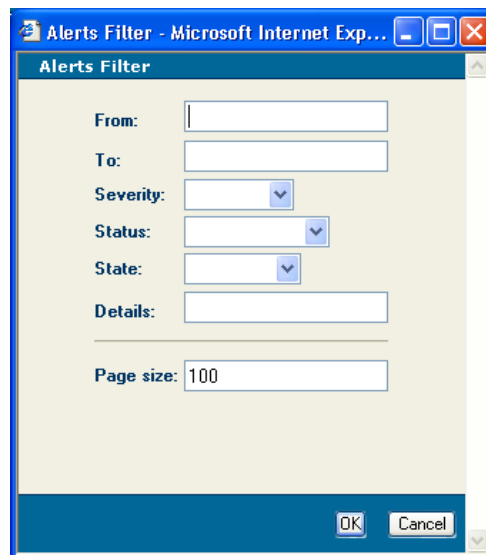 Alerts Filter - Microsoft Internet Exp...
Alerts Filter
From:
To:
Severity:
Status:
State:
Details:
Page size: 100
OK Cancel